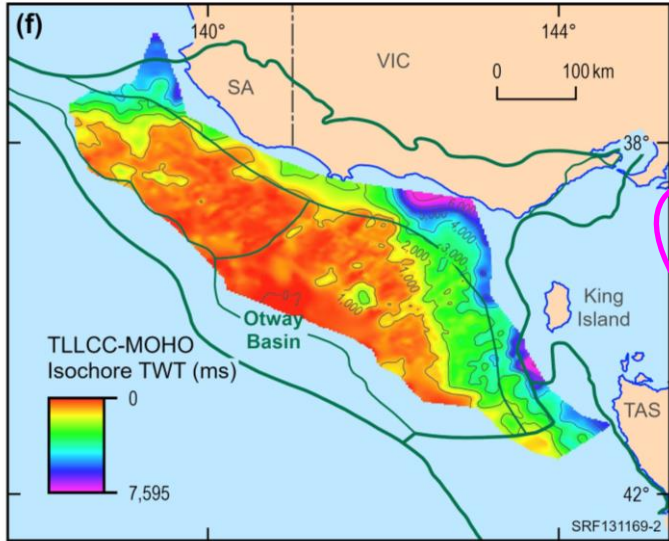 (f)
140°
144°
VIC
SA
0 100 km
38°
4,000
3,000
2,000
1,000
1,000
King
Island
Otway
Basin
TLLCC-MOHO
Isochore TWT (ms)
0
7,595
TAS
42°
SRF131169-2